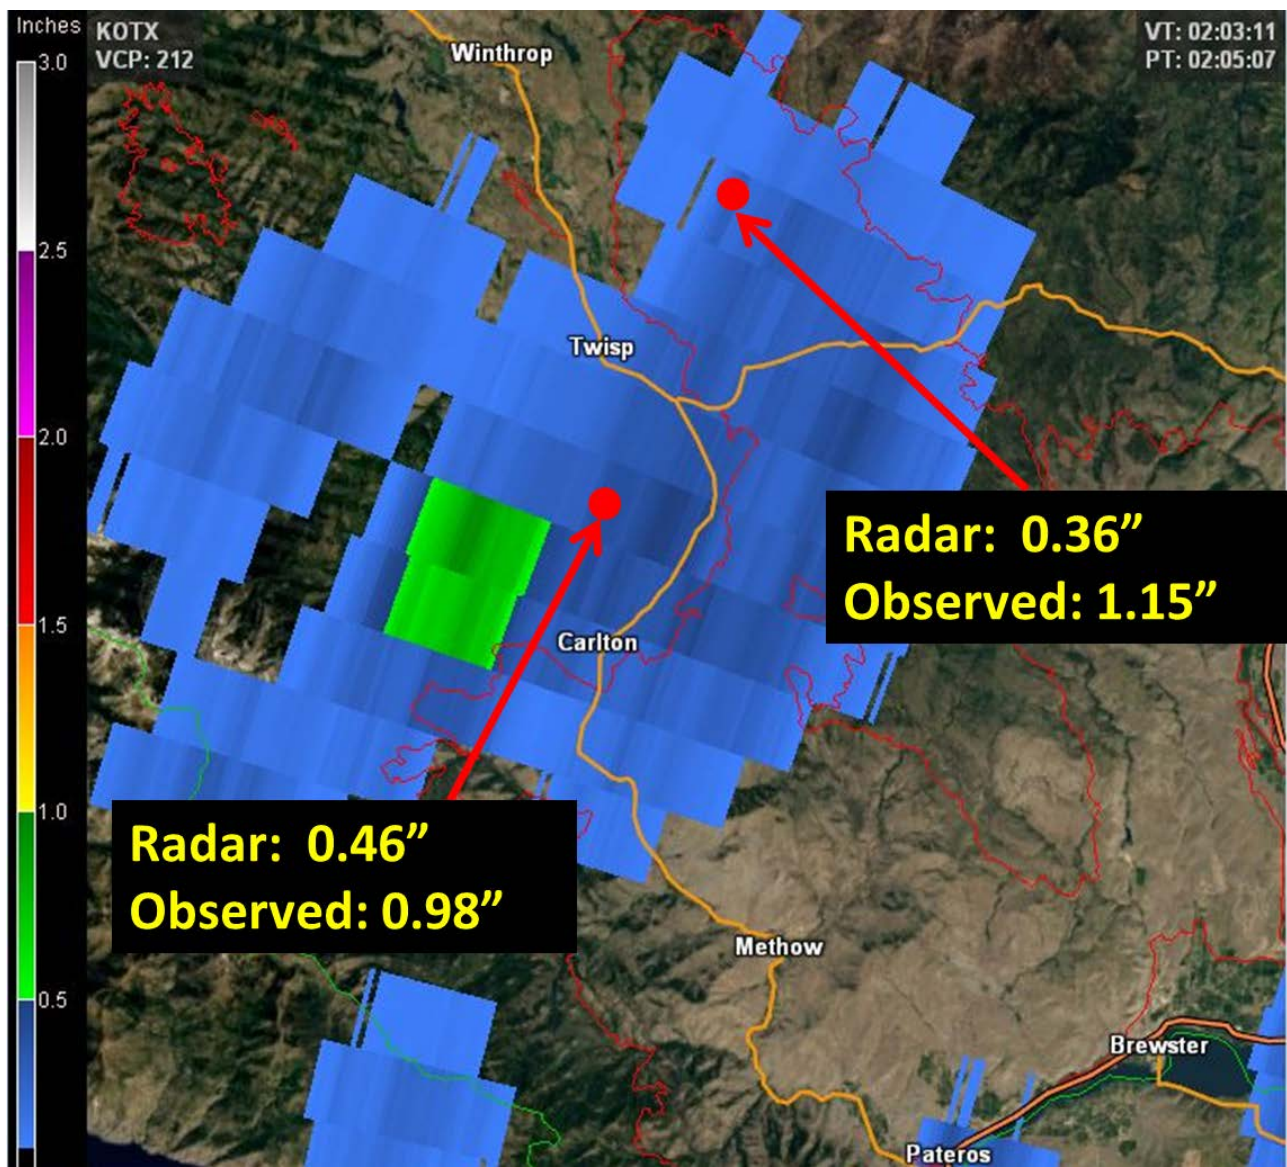 Inches
KOTX
VCP: 212
VT: 02:03:11
PT: 02:05:07
3.0
2.5
2.0
1.5
1.0
0.5
Winthrop
Twisp
Radar:  0.36”
Observed: 1.15”
Carlton
Radar:  0.46”
Observed: 0.98”
Methow
Brewster
Pateros